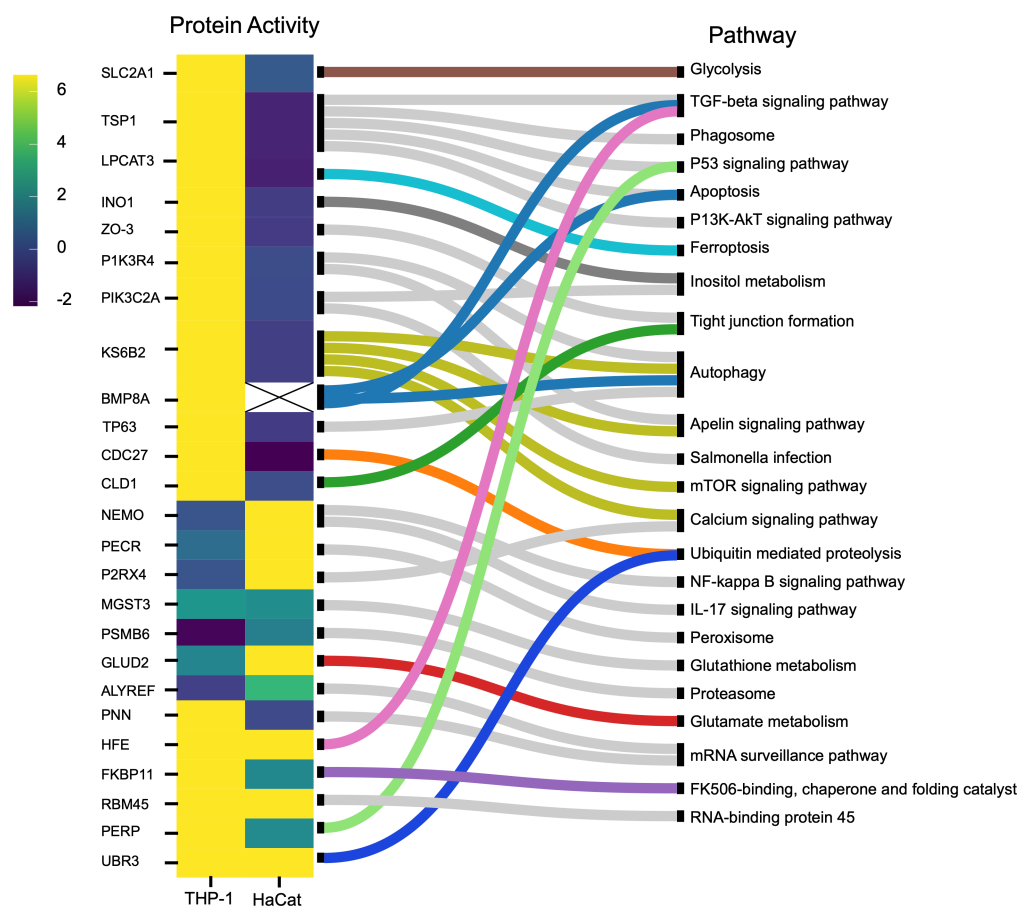 Protein Activity
Pathway
6
4
2
0
-2
SLC2A1
TSP1
LPCAT3
INO1
ZO-3
P1K3R4
PIK3C2A
KS6B2
BMP8A
TP63
CDC27
CLD1
NEMO
PECR
P2RX4
MGST3
PSMB6
GLUD2
ALYREF
PNN
HFE
FKBP11
RBM45
PERP
UBR3
THP-1
HaCat
Glycolysis
TGF-beta signaling pathway
Phagosome
P53 signaling pathway
Apoptosis
P13K-AkT signaling pathway
Ferroptosis
Inositol metabolism
Tight junction formation
Autophagy
Apelin signaling pathway
Salmonella infection
mTOR signaling pathway
Calcium signaling pathway
Ubiquitin mediated proteolysis
NF-kappa B signaling pathway
IL-17 signaling pathway
Peroxisome
Glutathione metabolism
Proteasome
Glutamate metabolism
mRNA surveillance pathway
FK506-binding, chaperone and folding catalyst
RNA-binding protein 45